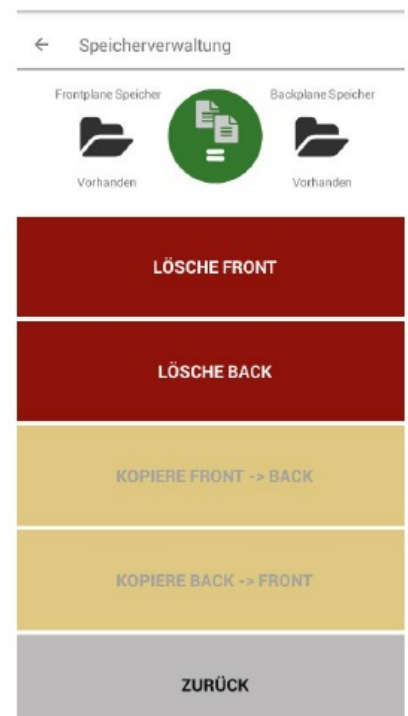 Speicherverwaltung
Frontplane Speicher
Backplane Speicher
Vorhanden
Vorhanden
LÖSCHE FRONT
LÖSCHE BACK
KOPIERE FRONT -> BACK
KOPIERE BACK -> FRONT
ZURÜCK